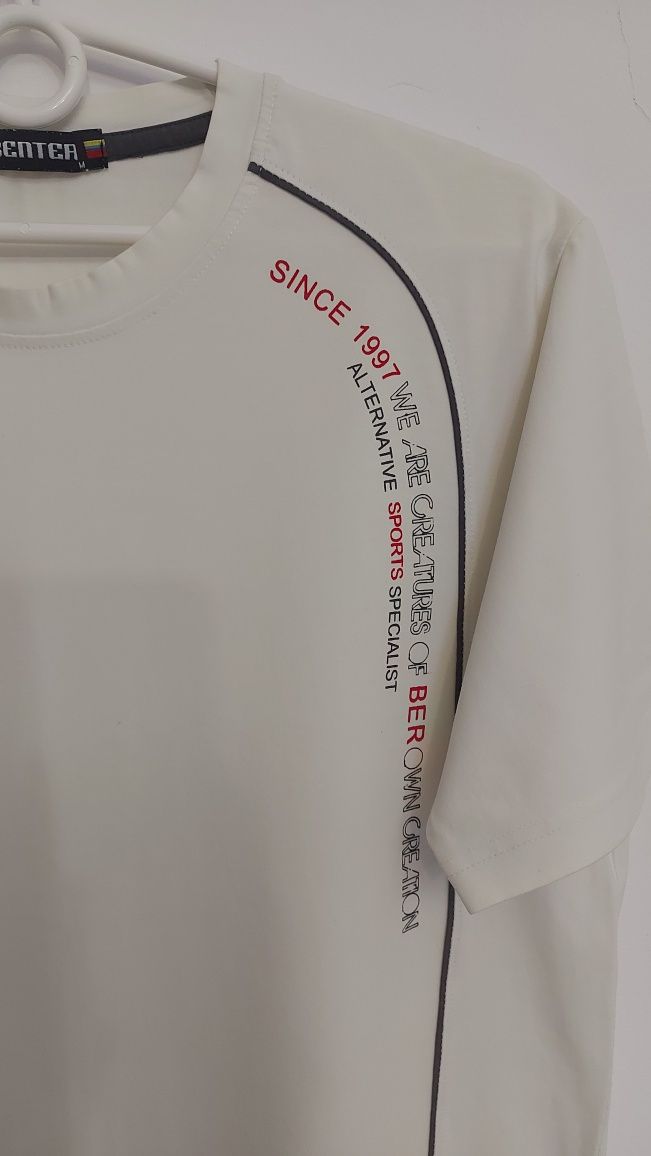 BENTER
M
SINCE 1997
WE ARE CREATURES OF BER OWN CREATION
ALTERNATIVE SPORTS SPECIALIST